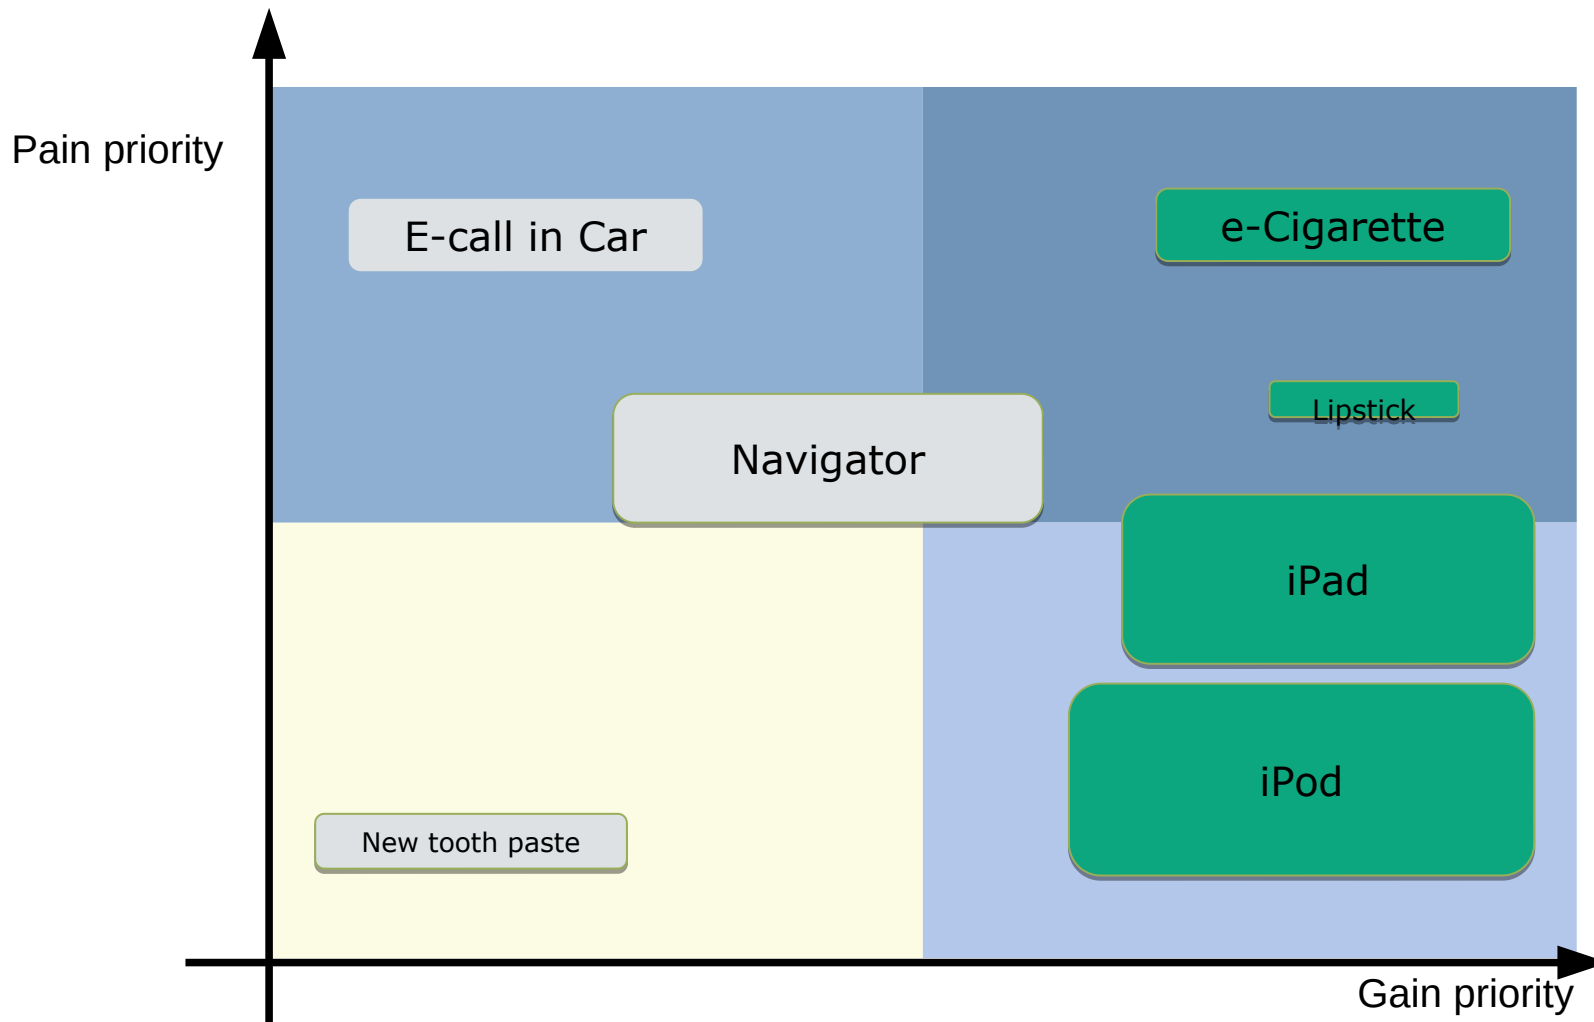 Pain priority
E-call in Car
e-Cigarette
Lipstick
Navigator
iPad
iPod
New tooth paste
Gain priority